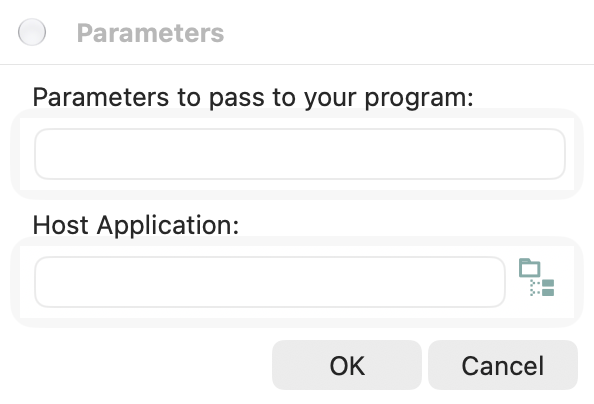 Parameters
Parameters to pass to your program:
Host Application:
OK
Cancel